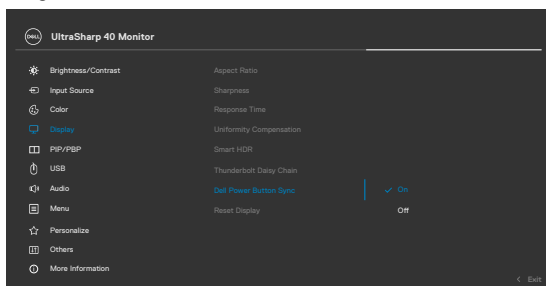 DELL UltraSharp 40 Monitor
Brightness/Contrast Aspect Ratio
Input Source Sharpness
Color Response Time
Display Uniformity Compensation
PIP/PBP Smart HDR
USB Thunderbolt Daisy Chain
Audio Dell Power Button Sync On
Menu Reset Display Off
Personalize
Others
More Information
< Exit